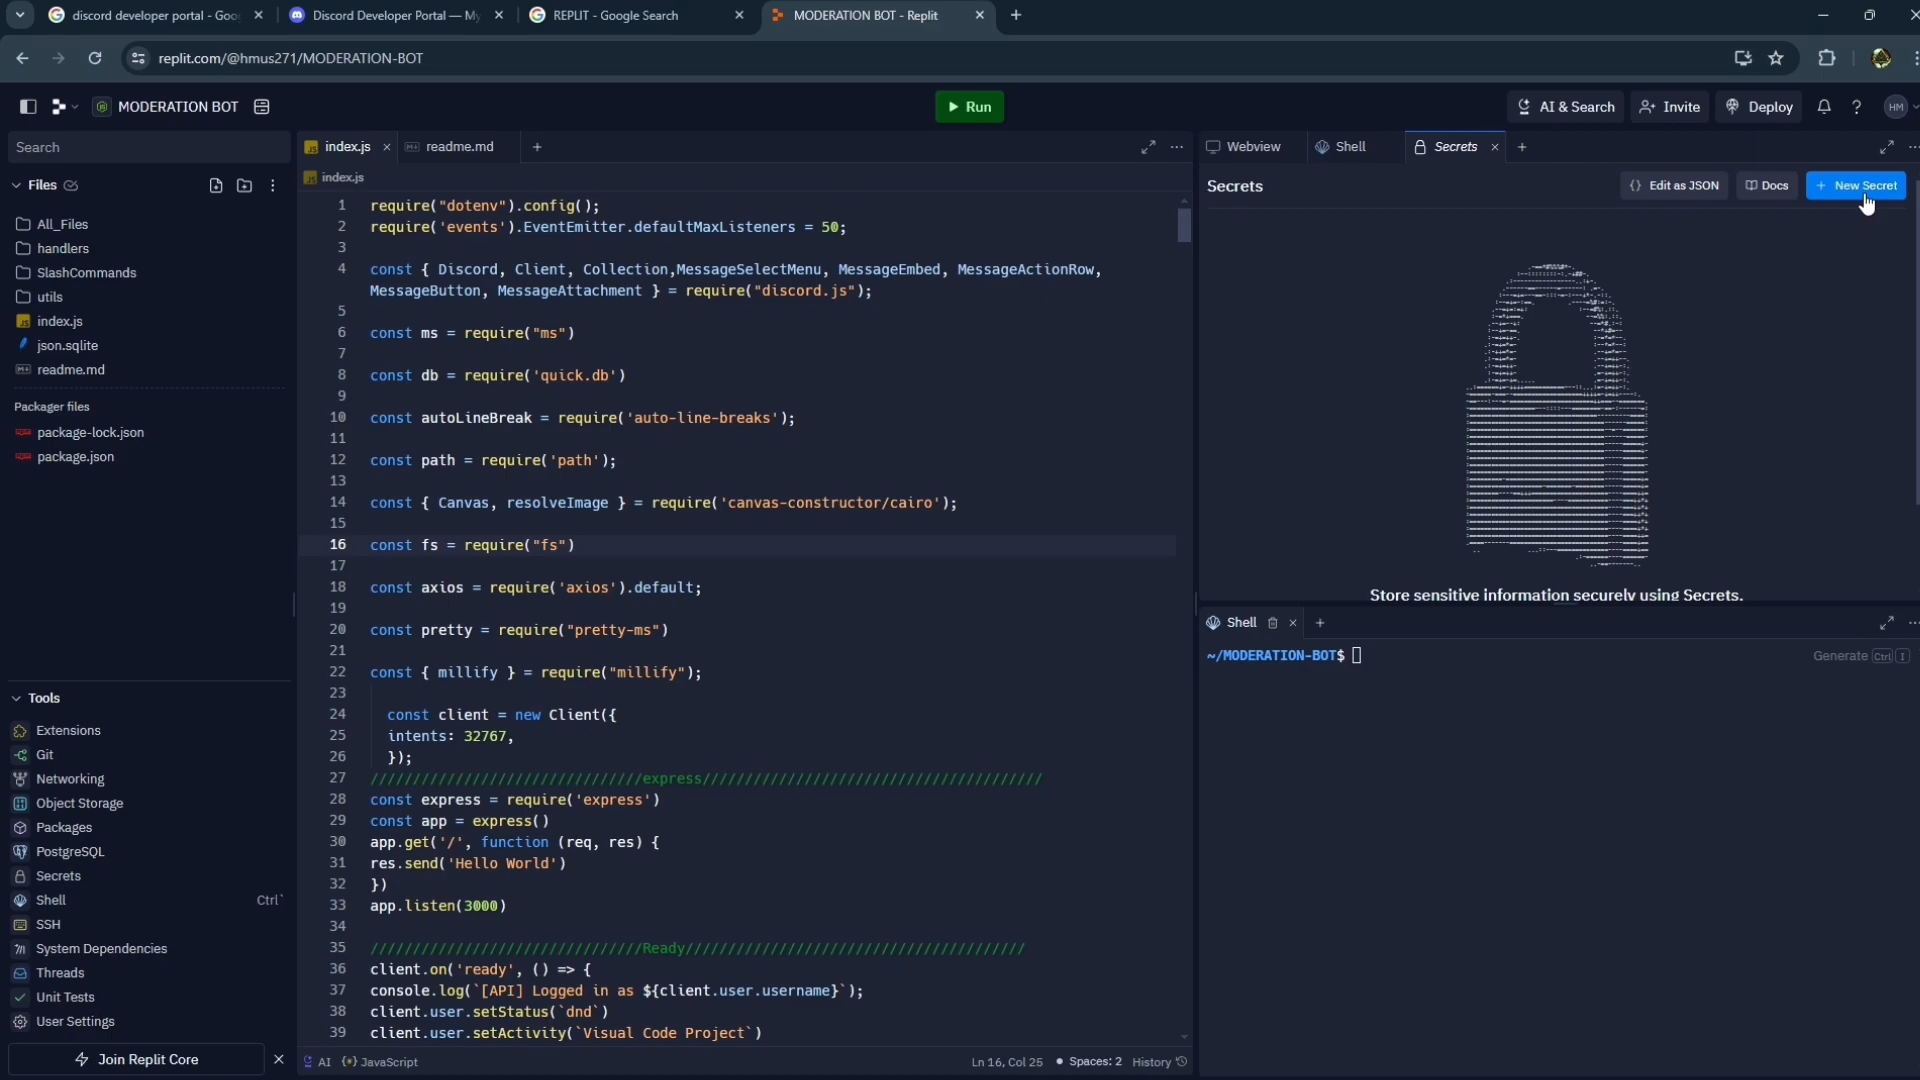 discord developer portal - Goo
Discord Developer Portal — My
REPLIT - Google Search
MODERATION BOT - Replit
replit.com/@hmus271/MODERATION-BOT
MODERATION BOT
Run
AI & Search
Invite
Deploy
HM
Search
index.js
readme.md
Webview
Shell
Secrets
Files
index.js
Secrets
Edit as JSON
Docs
New Secret
All_Files
handlers
SlashCommands
utils
index.js
json.sqlite
readme.md
Packager files
package-lock.json
package.json
1 require("dotenv").config();
2 require('events').EventEmitter.defaultMaxListeners = 50;
3
4 const { Discord, Client, Collection,MessageSelectMenu, MessageEmbed, MessageActionRow,
MessageButton, MessageAttachment } = require("discord.js");
5
6 const ms = require("ms")
7
8 const db = require('quick.db')
9
10 const autoLineBreak = require('auto-line-breaks');
11
12 const path = require('path');
13
14 const { Canvas, resolveImage } = require('canvas-constructor/cairo');
15
16 const fs = require("fs")
17
18 const axios = require('axios').default;
19
20 const pretty = require("pretty-ms")
21
22 const { millify } = require("millify");
23
24 const client = new Client({
25 intents: 32767,
26 });
27 ////////////////////////////////express////////////////////////////////////////
28 const express = require('express')
29 const app = express()
30 app.get('/', function (req, res) {
31 res.send('Hello World')
32 })
33 app.listen(3000)
34
35 ////////////////////////////////Ready////////////////////////////////////////
36 client.on('ready', () => {
37 console.log(`[API] Logged in as ${client.user.username}`);
38 client.user.setStatus(`dnd`)
39 client.user.setActivity(`Visual Code Project`)
Store sensitive information securely using Secrets.
Shell
~/MODERATION-BOT$
Generate Ctrl I
Tools
Extensions
Git
Networking
Object Storage
Packages
PostgreSQL
Secrets
Shell Ctrl`
SSH
System Dependencies
Threads
Unit Tests
User Settings
Join Replit Core
AI
JavaScript
Ln 16, Col 25
Spaces: 2
History